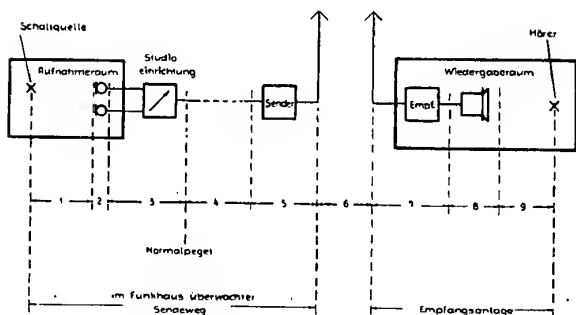 Schallquelle
Aufnahmeraum
Studio
einrichtung
Sender
Hörer
Wiedergaberaum
Empf.
1 2 3 4 5 6 7 8 9
Normalpegel
im Funkhaus überwachter
Sendeweg
Empfangsanlage